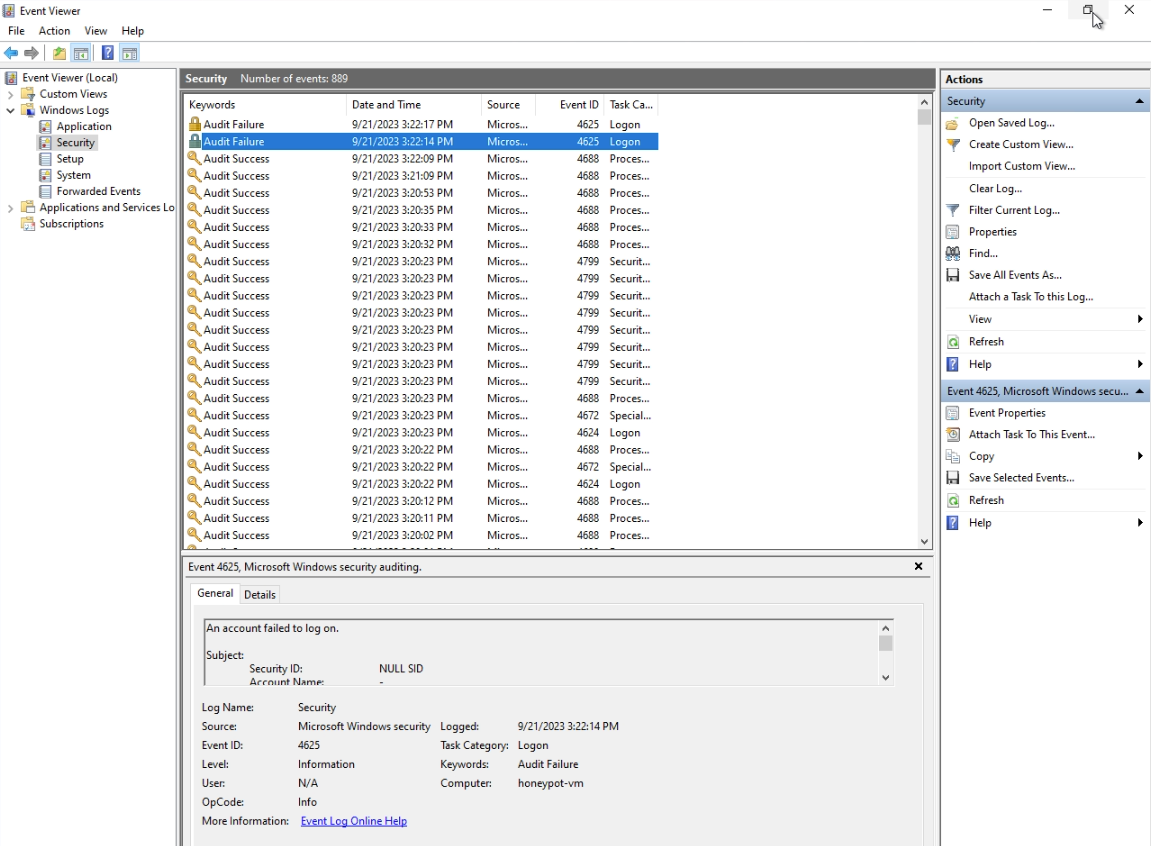 Event Viewer
File Action View Help
Event Viewer (Local)
Custom Views
Windows Logs
Application
Security
Setup
System
Forwarded Events
Applications and Services Lo
Subscriptions
Security Number of events: 889
Keywords Date and Time Source Event ID Task Ca...
Audit Failure 9/21/2023 3:22:17 PM Micros... 4625 Logon
Audit Failure 9/21/2023 3:22:14 PM Micros... 4625 Logon
Audit Success 9/21/2023 3:22:09 PM Micros... 4688 Proces...
Audit Success 9/21/2023 3:21:09 PM Micros... 4688 Proces...
Audit Success 9/21/2023 3:20:53 PM Micros... 4688 Proces...
Audit Success 9/21/2023 3:20:35 PM Micros... 4688 Proces...
Audit Success 9/21/2023 3:20:33 PM Micros... 4688 Proces...
Audit Success 9/21/2023 3:20:32 PM Micros... 4688 Proces...
Audit Success 9/21/2023 3:20:23 PM Micros... 4799 Securit...
Audit Success 9/21/2023 3:20:23 PM Micros... 4799 Securit...
Audit Success 9/21/2023 3:20:23 PM Micros... 4799 Securit...
Audit Success 9/21/2023 3:20:23 PM Micros... 4799 Securit...
Audit Success 9/21/2023 3:20:23 PM Micros... 4799 Securit...
Audit Success 9/21/2023 3:20:23 PM Micros... 4799 Securit...
Audit Success 9/21/2023 3:20:23 PM Micros... 4799 Securit...
Audit Success 9/21/2023 3:20:23 PM Micros... 4799 Securit...
Audit Success 9/21/2023 3:20:23 PM Micros... 4688 Proces...
Audit Success 9/21/2023 3:20:23 PM Micros... 4672 Special...
Audit Success 9/21/2023 3:20:23 PM Micros... 4624 Logon
Audit Success 9/21/2023 3:20:22 PM Micros... 4688 Proces...
Audit Success 9/21/2023 3:20:22 PM Micros... 4672 Special...
Audit Success 9/21/2023 3:20:22 PM Micros... 4624 Logon
Audit Success 9/21/2023 3:20:12 PM Micros... 4688 Proces...
Audit Success 9/21/2023 3:20:11 PM Micros... 4688 Proces...
Audit Success 9/21/2023 3:20:02 PM Micros... 4688 Proces...
Event 4625, Microsoft Windows security auditing.
General Details
An account failed to log on.
Subject:
Security ID: NULL SID
Account Name: -
Log Name: Security
Source: Microsoft Windows security Logged: 9/21/2023 3:22:14 PM
Event ID: 4625 Task Category: Logon
Level: Information Keywords: Audit Failure
User: N/A Computer: honeypot-vm
OpCode: Info
More Information: Event Log Online Help
Actions
Security
Open Saved Log...
Create Custom View...
Import Custom View...
Clear Log...
Filter Current Log...
Properties
Find...
Save All Events As...
Attach a Task To this Log...
View
Refresh
Help
Event 4625, Microsoft Windows secu...
Event Properties
Attach Task To This Event...
Copy
Save Selected Events...
Refresh
Help